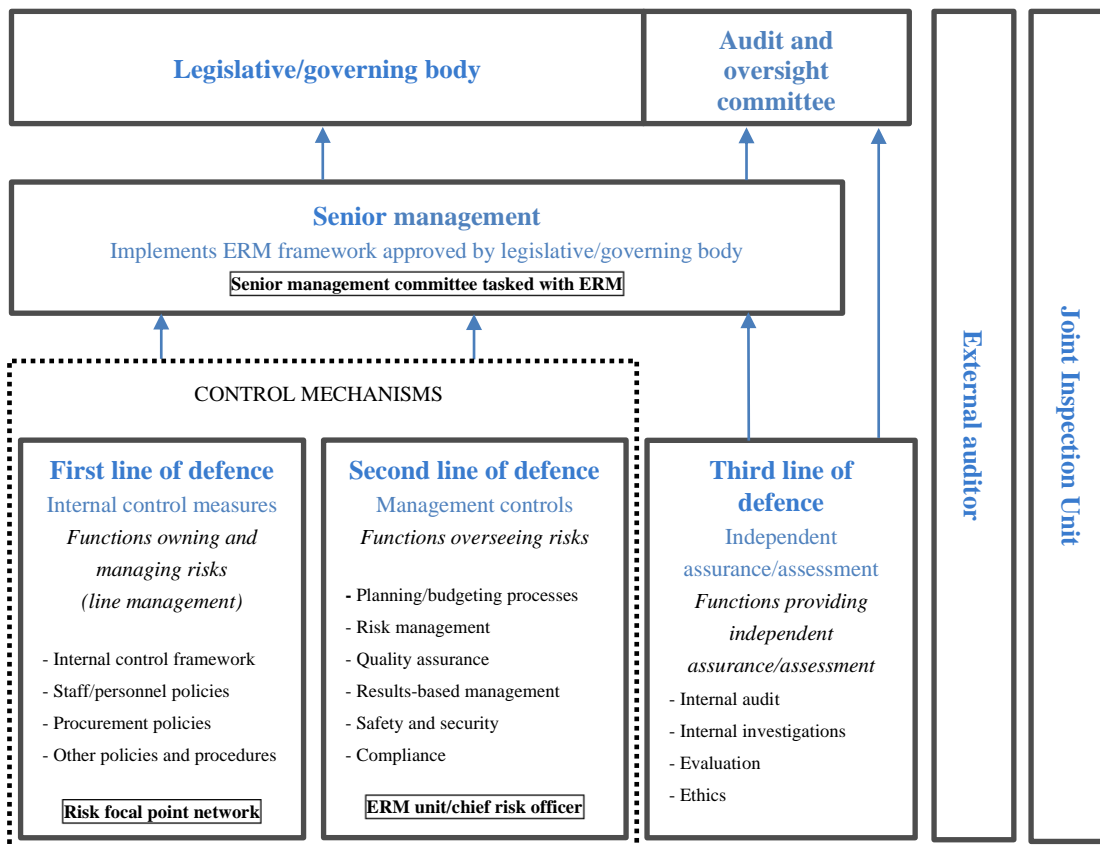 Legislative/governing body
Audit and
oversight
committee
Senior management
Implements ERM framework approved by legislative/governing body
Senior management committee tasked with ERM
CONTROL MECHANISMS
First line of defence
Internal control measures
Functions owning and
managing risks
(line management)
- Internal control framework
- Staff/personnel policies
- Procurement policies
- Other policies and procedures
Risk focal point network
Second line of defence
Management controls
Functions overseeing risks
- Planning/budgeting processes
- Risk management
- Quality assurance
- Results-based management
- Safety and security
- Compliance
ERM unit/chief risk officer
Third line of
defence
Independent
assurance/assessment
Functions providing
independent
assurance/assessment
- Internal audit
- Internal investigations
- Evaluation
- Ethics
External auditor
Joint Inspection Unit